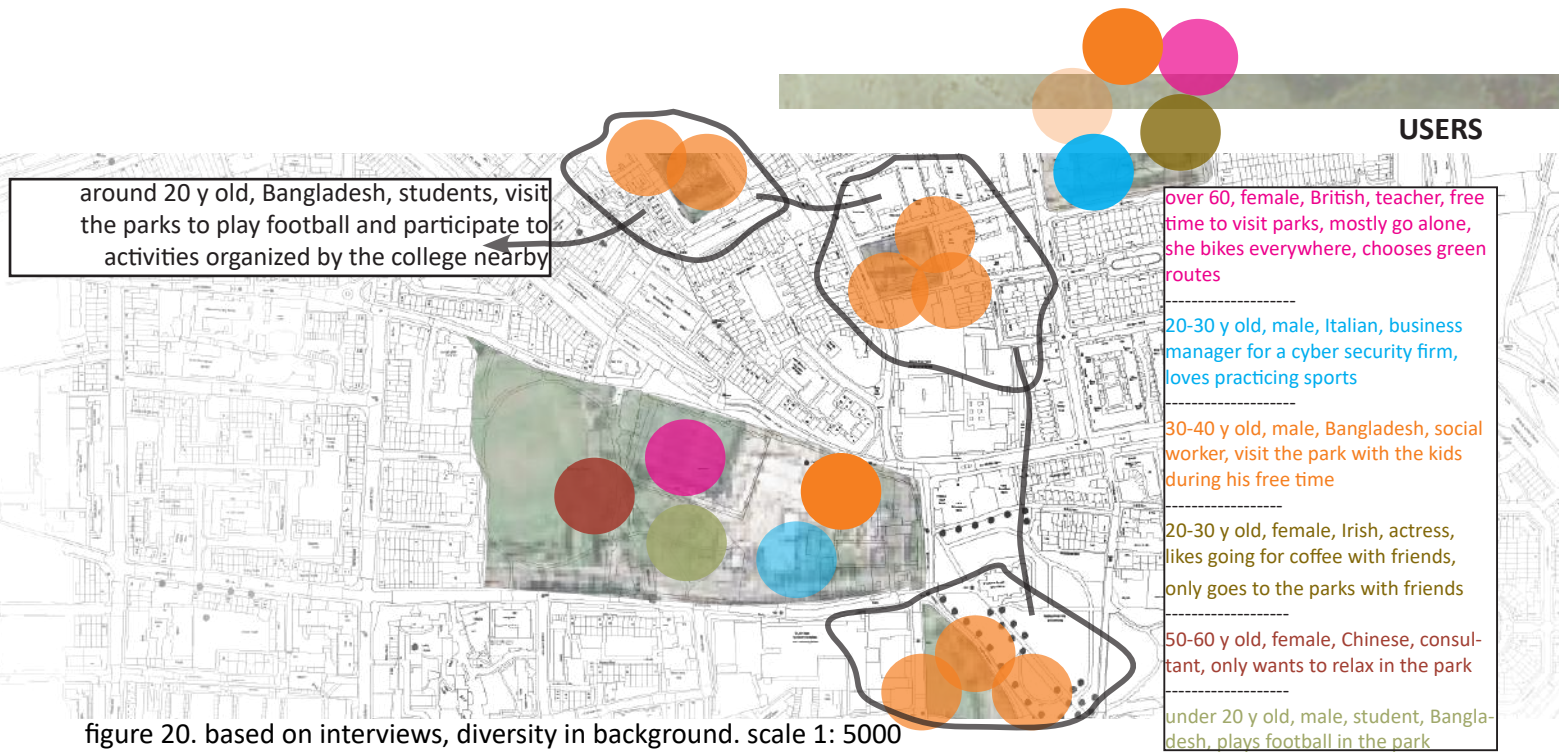 USERS
around 20 y old, Bangladesh, students, visit
the parks to play football and participate to
activities organized by the college nearby
over 60, female, British, teacher, free
time to visit parks, mostly go alone,
she bikes everywhere, chooses green
routes
-------------------
20-30 y old, male, Italian, business
manager for a cyber security firm,
loves practicing sports
-------------------
30-40 y old, male, Bangladesh, social
worker, visit the park with the kids
during his free time
-----------------
20-30 y old, female, Irish, actress,
likes going for coffee with friends,
only goes to the parks with friends
------------------
50-60 y old, female, Chinese, consul-
tant, only wants to relax in the park
------------------
under 20 y old, male, student, Bangla-
desh, plays football in the park
figure 20. based on interviews, diversity in background. scale 1: 5000